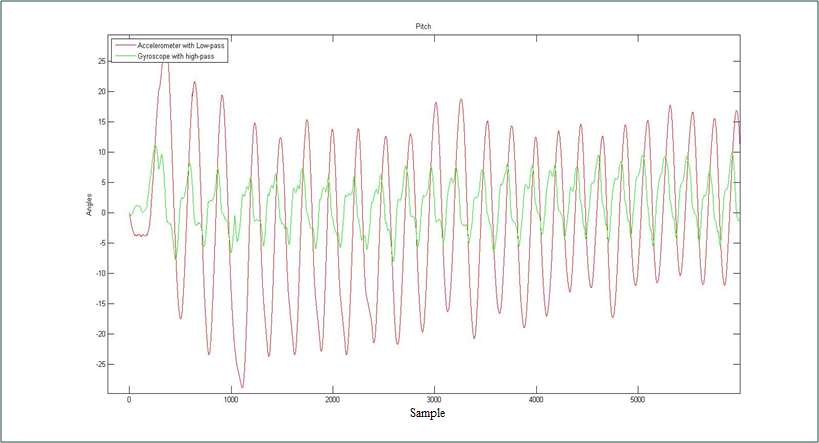 Pitch
Accelerometer with Low-pass
Gyroscope with high-pass
25
20
15
10
5
0
-5
-10
-15
-20
-25
Angles
0 1000 2000 3000 4000 5000
Sample